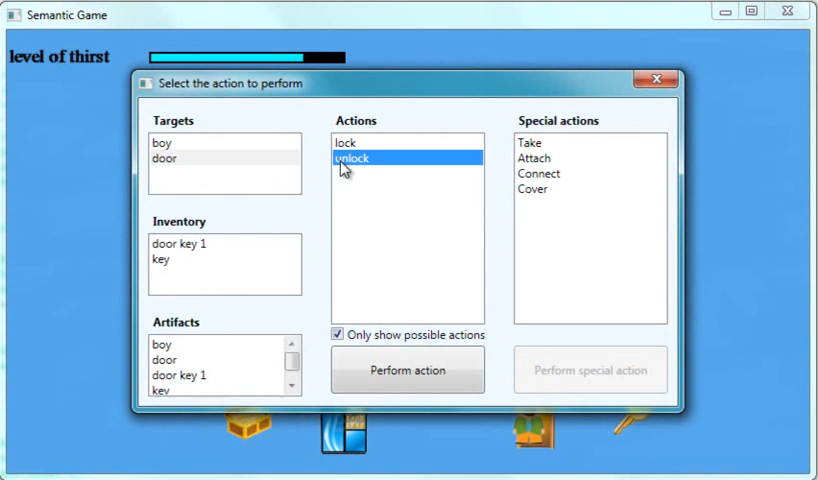 Semantic Game
level of thirst
Select the action to perform
Targets
boy
door
Inventory
door key 1
key
Artifacts
boy
door
door key 1
key
Actions
lock
unlock
Only show possible actions
Perform action
Special actions
Take
Attach
Connect
Cover
Perform special action